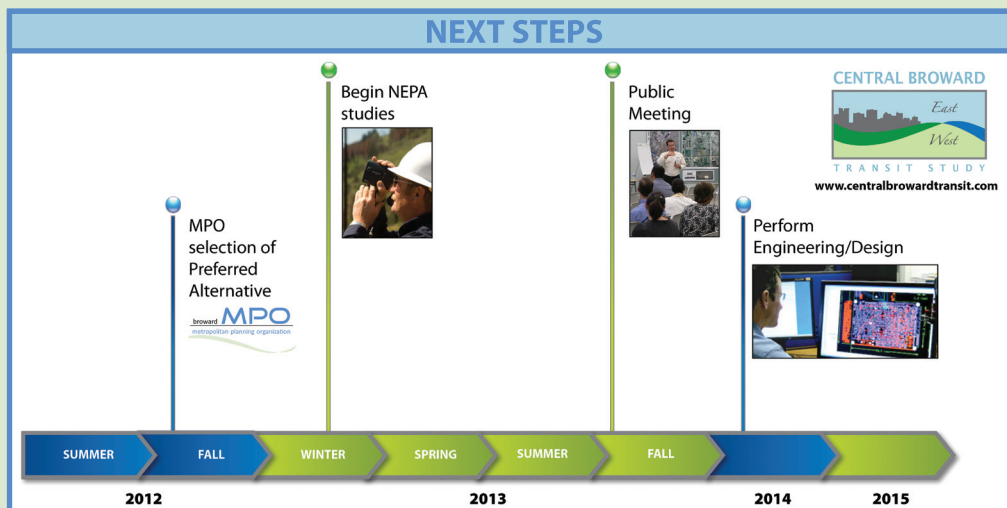 NEXT STEPS
Begin NEPA
studies
Public
Meeting
CENTRAL BROWARD
East
West
TRANSIT STUDY
www.centralbrowardtransit.com
MPO
selection of
Preferred
Alternative
broward MPO
metropolitan planning organization
Perform
Engineering/Design
SUMMER FALL WINTER SPRING SUMMER FALL
2012 2013 2014 2015